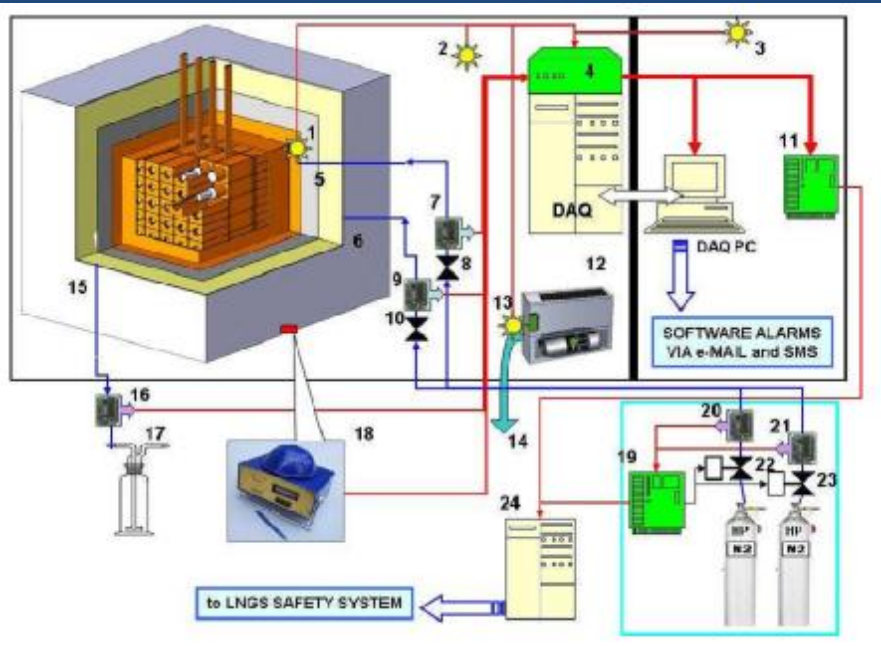 2
3
1
4
11
5
7
DAQ
DAQ PC
6
8
12
15
9
13
10
SOFTWARE ALARMS
VIA e-MAIL and SMS
16
20
21
17
18
14
19
22
23
24
HP
HP
N2
N2
to LNGS SAFETY SYSTEM